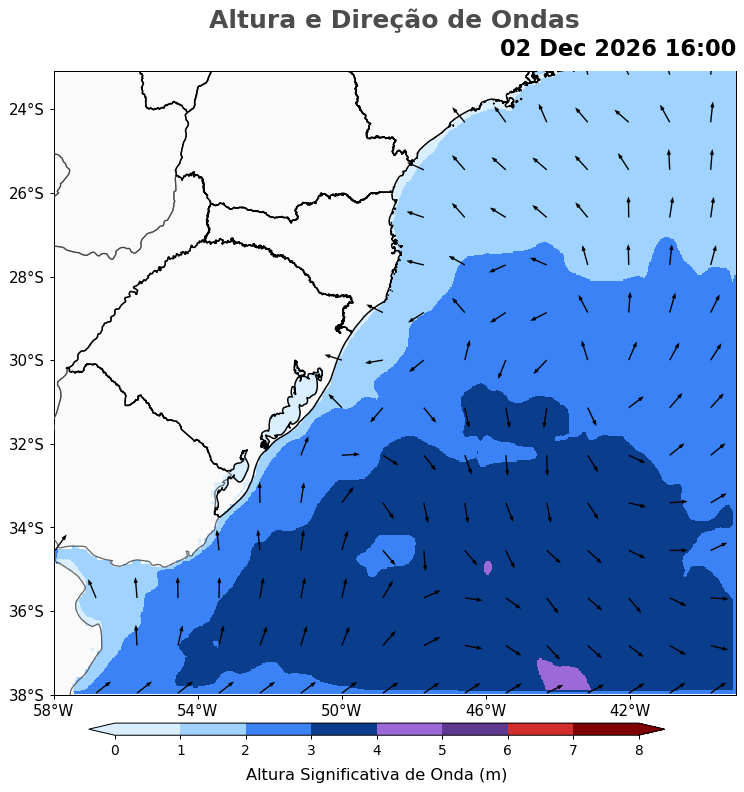 Altura e Direção de Ondas
02 Dec 2026 16:00
24°S
26°S
28°S
30°S
32°S
34°S
36°S
38°S
58°W 54°W 50°W 46°W 42°W
0 1 2 3 4 5 6 7 8
Altura Significativa de Onda (m)